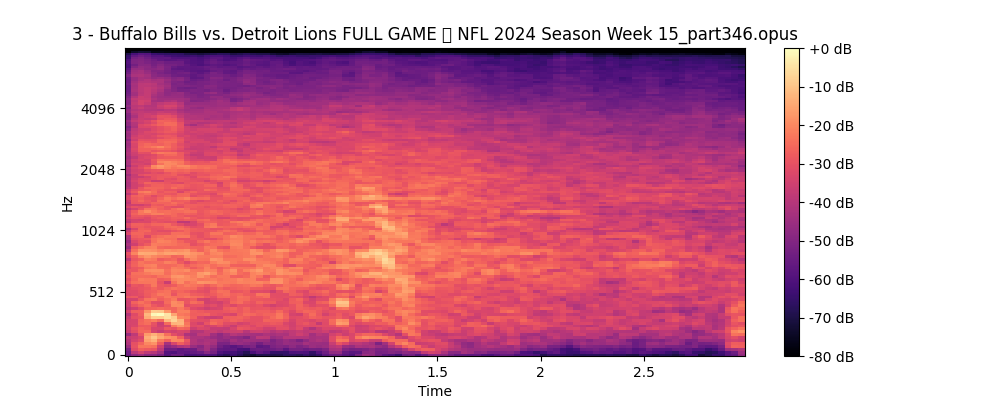 3 - Buffalo Bills vs. Detroit Lions FULL GAME ▯ NFL 2024 Season Week 15_part346.opus
+0 dB
-10 dB
-20 dB
-30 dB
-40 dB
-50 dB
-60 dB
-70 dB
-80 dB
4096
2048
1024
512
0
Hz
0
0.5
1
1.5
2
2.5
Time